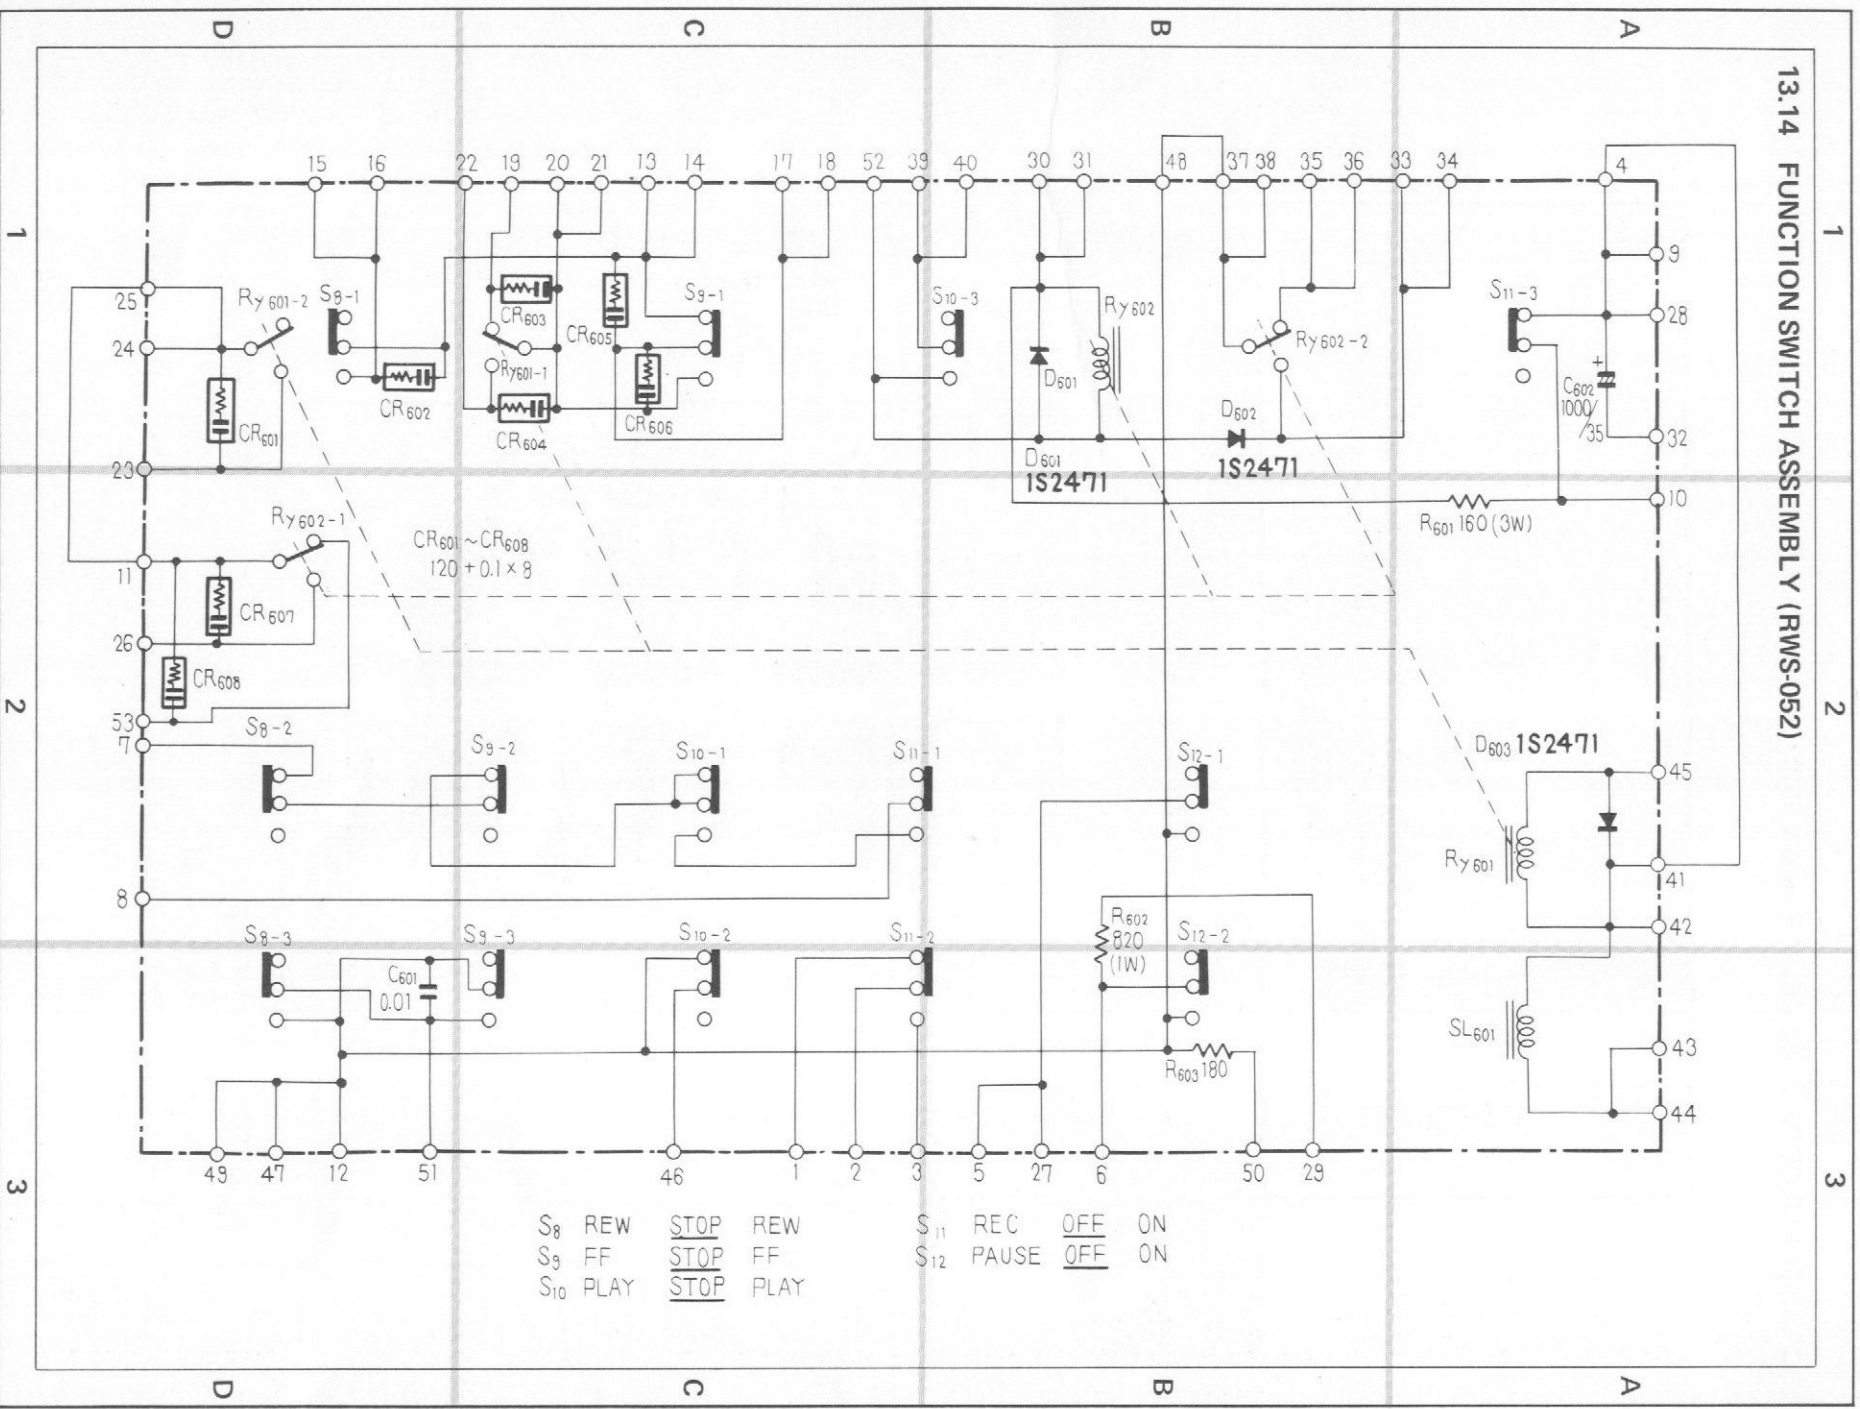 D C B A
13.14 FUNCTION SWITCH ASSEMBLY (RWS-052)
15 16 22 19 20 21 13 14 17 18 52 39 40 30 31 48 37 38 35 36 33 34 4
1 1
9
25 Ry601-2 S8-1 CR603 CR605 S9-1 S10-3 Ry602 S11-3 28
24 Ry601-1 D601 Ry602-2
CR602 C602
+
1000/35
CR601 CR604 CR606 D602 32
23 D601 1S2471
1S2471
10
R601 160(3W)
Ry602-1 CR601~CR608
120+0.1×8
11
CR607
26
CR608
2 2
53
7 S8-2 S9-2 S10-1 S11-1 S12-1 D603 1S2471 45
Ry601
41
8
R602
820
(1W)
42
S8-3 S9-3 S10-2 S11-2 S12-2
C601
0.01
SL601 43
R603 180
44
49 47 12 51 46 1 2 3 5 27 6 50 29
3 3
S8 REW STOP REW
S9 FF STOP FF
S10 PLAY STOP PLAY
S11 REC OFF ON
S12 PAUSE OFF ON
D C B A